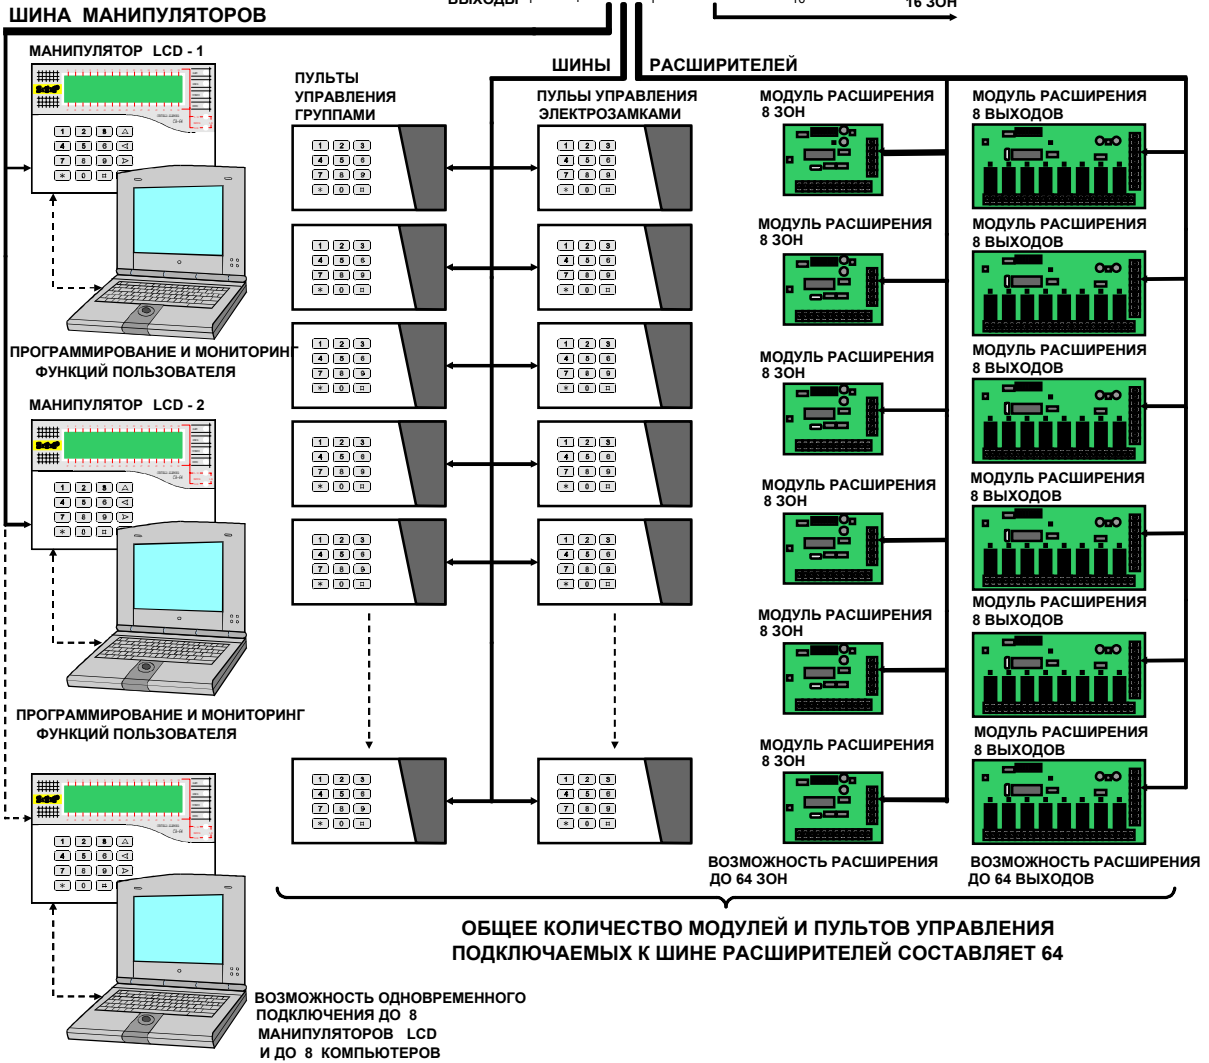 ВЫХОДЫ
16 ЗОН
ШИНА МАНИПУЛЯТОРОВ
МАНИПУЛЯТОР LCD - 1
ШИНЫ РАСШИРИТЕЛЕЙ
ПУЛЬТЫ
УПРАВЛЕНИЯ
ГРУППАМИ
ПУЛЬЫ УПРАВЛЕНИЯ
ЭЛЕКТРОЗАМКАМИ
МОДУЛЬ РАСШИРЕНИЯ
8 ЗОН
МОДУЛЬ РАСШИРЕНИЯ
8 ВЫХОДОВ
МОДУЛЬ РАСШИРЕНИЯ
8 ЗОН
МОДУЛЬ РАСШИРЕНИЯ
8 ВЫХОДОВ
ПРОГРАММИРОВАНИЕ И МОНИТОРИНГ
ФУНКЦИЙ ПОЛЬЗОВАТЕЛЯ
МОДУЛЬ РАСШИРЕНИЯ
8 ЗОН
МОДУЛЬ РАСШИРЕНИЯ
8 ВЫХОДОВ
МАНИПУЛЯТОР LCD - 2
МОДУЛЬ РАСШИРЕНИЯ
8 ЗОН
МОДУЛЬ РАСШИРЕНИЯ
8 ВЫХОДОВ
МОДУЛЬ РАСШИРЕНИЯ
8 ЗОН
МОДУЛЬ РАСШИРЕНИЯ
8 ВЫХОДОВ
ПРОГРАММИРОВАНИЕ И МОНИТОРИНГ
ФУНКЦИЙ ПОЛЬЗОВАТЕЛЯ
МОДУЛЬ РАСШИРЕНИЯ
8 ЗОН
МОДУЛЬ РАСШИРЕНИЯ
8 ВЫХОДОВ
ВОЗМОЖНОСТЬ РАСШИРЕНИЯ
ДО 64 ЗОН
ВОЗМОЖНОСТЬ РАСШИРЕНИЯ
ДО 64 ВЫХОДОВ
ОБЩЕЕ КОЛИЧЕСТВО МОДУЛЕЙ И ПУЛЬТОВ УПРАВЛЕНИЯ
ПОДКЛЮЧАЕМЫХ К ШИНЕ РАСШИРИТЕЛЕЙ СОСТАВЛЯЕТ 64
ВОЗМОЖНОСТЬ ОДНОВРЕМЕННОГО
ПОДКЛЮЧЕНИЯ ДО 8
МАНИПУЛЯТОРОВ LCD
И ДО 8 КОМПЬЮТЕРОВ